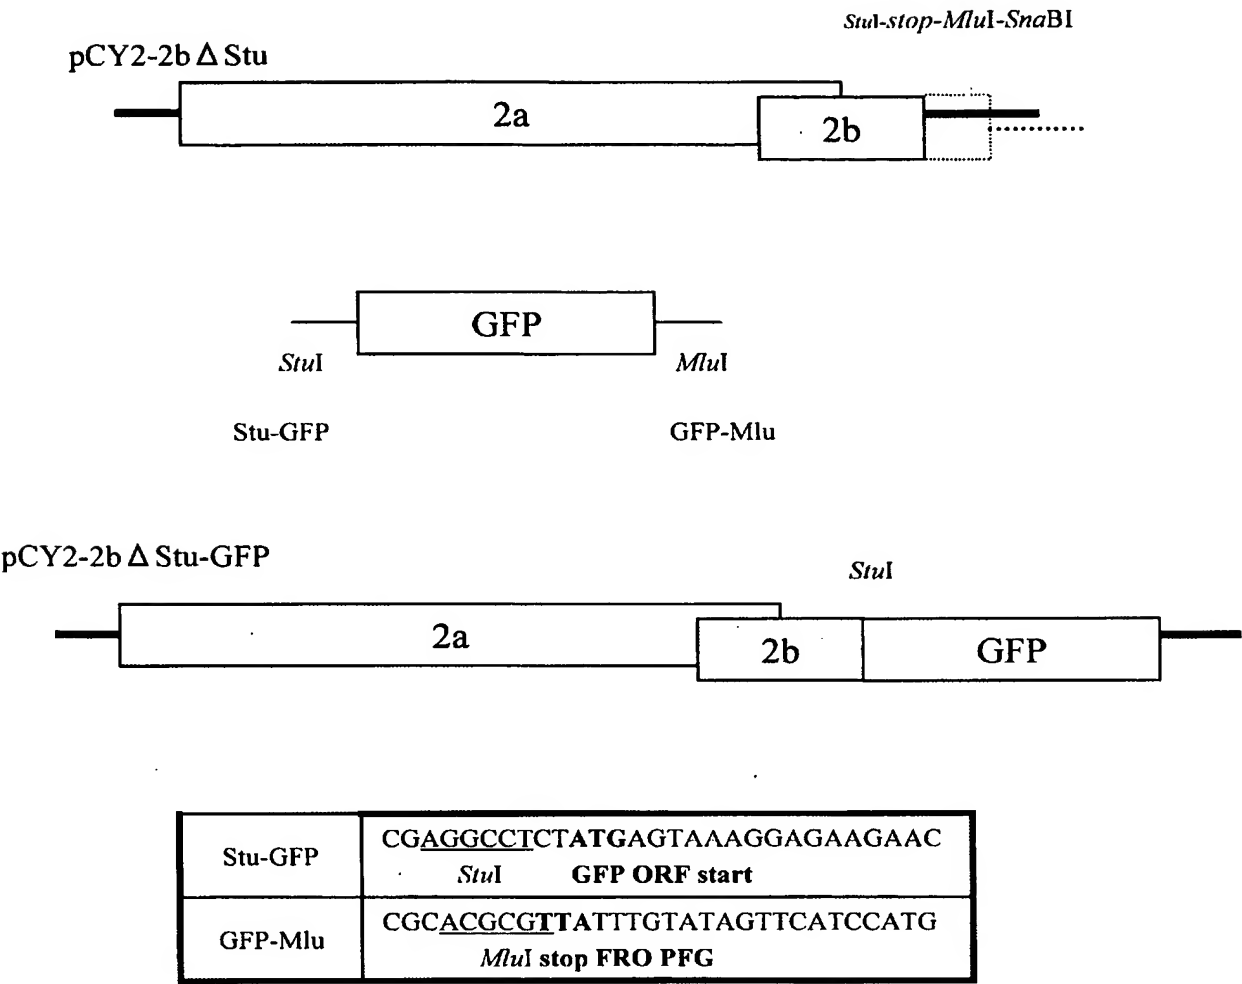 StuI-stop-MluI-SnaBI
pCY2-2b Δ Stu
2a
2b
GFP
StuI
MluI
Stu-GFP
GFP-Mlu
pCY2-2b Δ Stu-GFP
StuI
2a
2b
GFP
Stu-GFP
CGAGGCCTCTATGAGTAAAGGAGAAGAAC
StuI GFP ORF start
GFP-Mlu
CGCACGCGTTATTTGTATAGTTCATCCATG
MluI stop FRO PFG